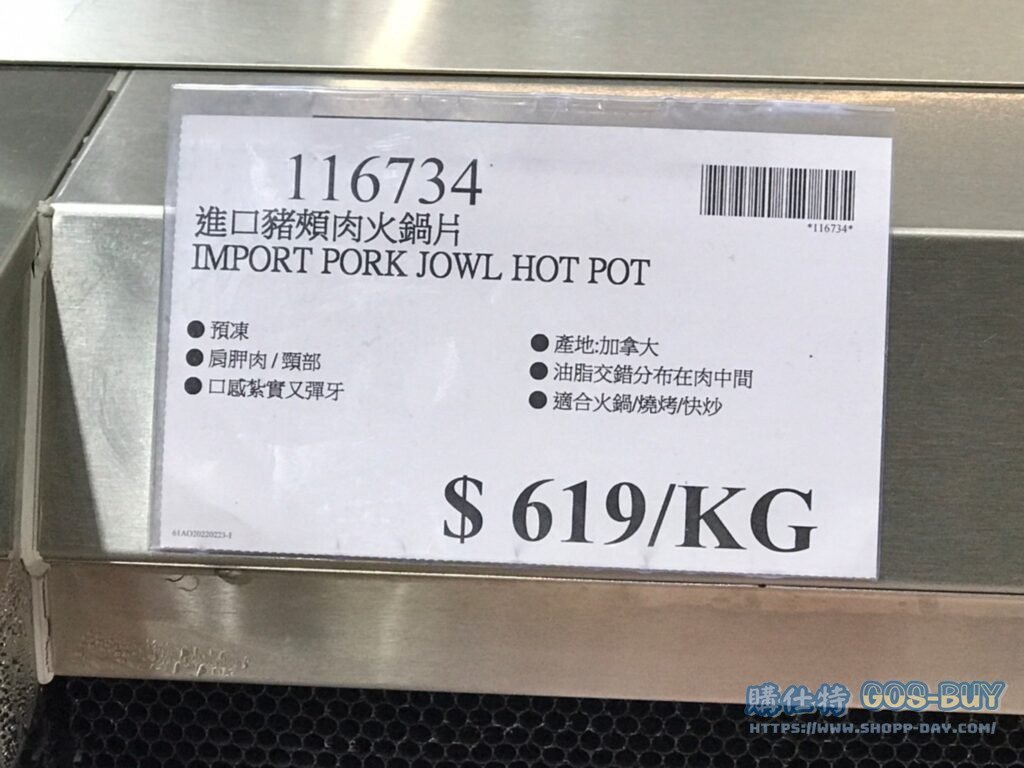 116734
*116734*
進口豬頰肉火鍋片
IMPORT PORK JOWL HOT POT
● 預凍
● 肩胛肉 / 頸部
● 口感紮實又彈牙
● 產地:加拿大
● 油脂交錯分布在肉中間
● 適合火鍋/燒烤/快炒
$ 619/KG
61AO20220223-1
購仕特 GOS-BUY
HTTPS://WWW.SHOPP-DAY.COM/